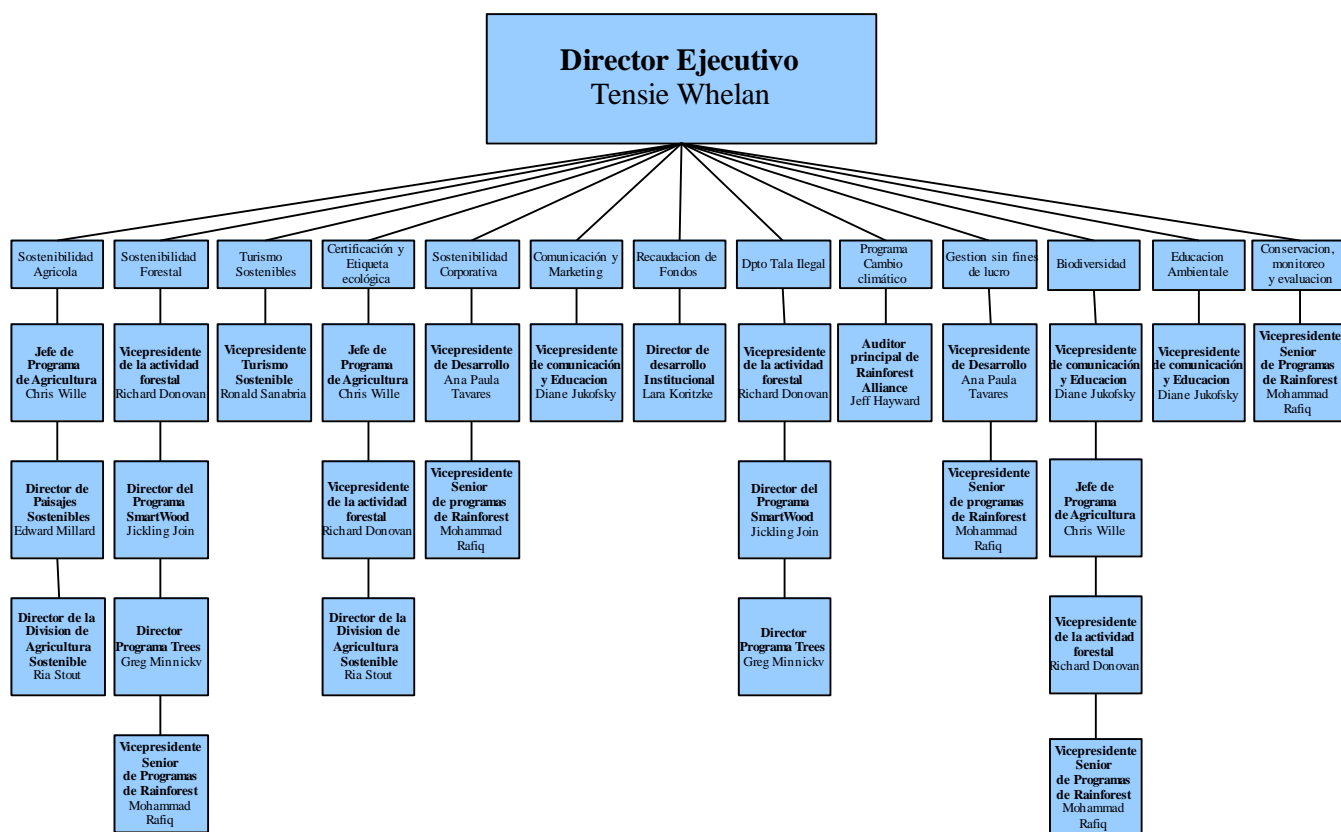 Director Ejecutivo
Tensie Whelan
Sostenibilidad
Agricola
Sostenibilidad
Forestal
Turismo
Sostenibles
Certificación y
Etiqueta
ecológica
Sostenibilidad
Corporativa
Comunicación y
Marketing
Recaudacion de
Fondos
Dpto Tala Ilegal
Programa
Cambio
climático
Gestion sin fines
de lucro
Biodiversidad
Educacion
Ambientale
Conservacion,
monitoreo
y evaluacion
Jefe de
Programa
de Agricultura
Chris Wille
Vicepresidente
de la actividad
forestal
Richard Donovan
Vicepresidente
Turismo
Sostenible
Ronald Sanabria
Jefe de
Programa
de Agricultura
Chris Wille
Vicepresidente
de Desarrollo
Ana Paula
Tavares
Vicepresidente
de comunicación
y Educacion
Diane Jukofsky
Director de
desarrollo
Institucional
Lara Koritzke
Vicepresidente
de la actividad
forestal
Richard Donovan
Auditor
principal de
Rainforest
Alliance
Jeff Hayward
Vicepresidente
de Desarrollo
Ana Paula
Tavares
Vicepresidente
de comunicación
y Educacion
Diane Jukofsky
Vicepresidente
de comunicación
y Educacion
Diane Jukofsky
Vicepresidente
Senior
de Programas
de Rainforest
Mohammad
Rafiq
Director de
Paisajes
Sostenibles
Edward Millard
Director del
Programa
SmartWood
Jickling Join
Vicepresidente
de la actividad
forestal
Richard Donovan
Vicepresidente
Senior
de programas
de Rainforest
Mohammad
Rafiq
Director del
Programa
SmartWood
Jickling Join
Vicepresidente
Senior
de programas
de Rainforest
Mohammad
Rafiq
Jefe de
Programa
de Agricultura
Chris Wille
Director de la
Division de
Agricultura
Sostenible
Ria Stout
Director
Programa Trees
Greg Minnickv
Director de la
Division de
Agricultura
Sostenible
Ria Stout
Director
Programa Trees
Greg Minnickv
Vicepresidente
de la actividad
forestal
Richard Donovan
Vicepresidente
Senior
de Programas
de Rainforest
Mohammad
Rafiq
Vicepresidente
Senior
de Programas
de Rainforest
Mohammad
Rafiq